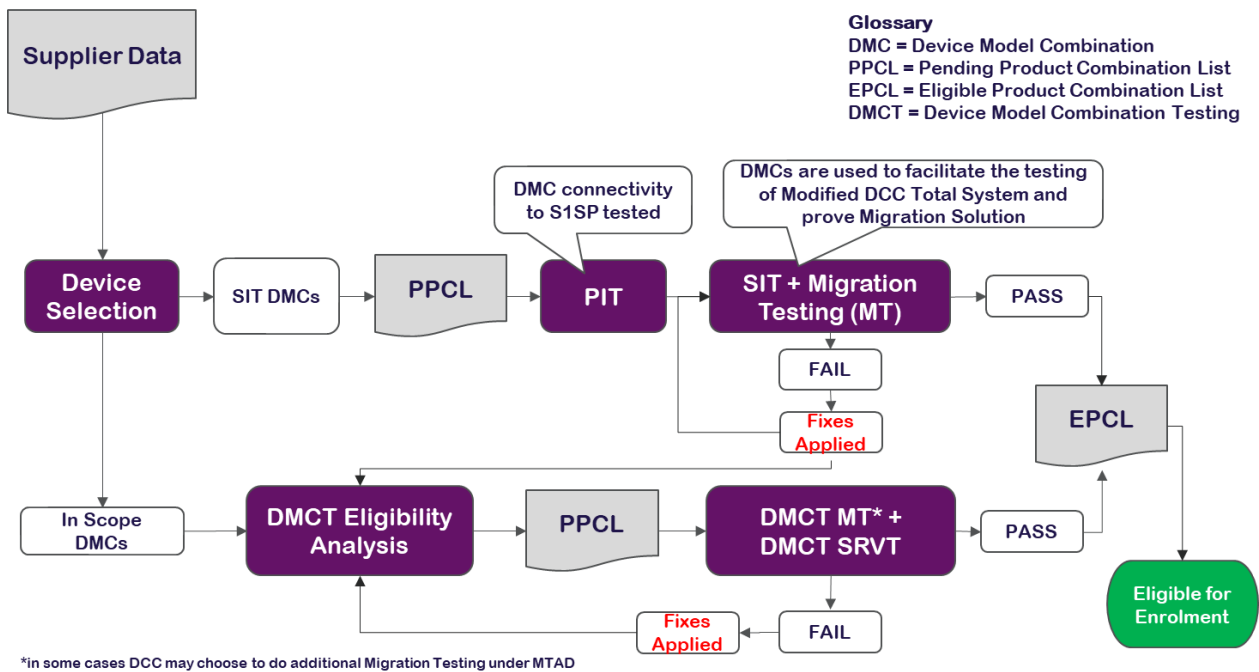 Supplier Data
Glossary
DMC = Device Model Combination
PPCL = Pending Product Combination List
EPCL = Eligible Product Combination List
DMCT = Device Model Combination Testing
DMC connectivity
to S1SP tested
DMCs are used to facilitate the testing
of Modified DCC Total System and
prove Migration Solution
Device
Selection
SIT DMCs
PPCL
PIT
SIT + Migration
Testing (MT)
PASS
FAIL
Fixes
Applied
EPCL
In Scope
DMCs
DMCT Eligibility
Analysis
PPCL
DMCT MT* +
DMCT SRVT
PASS
Fixes
Applied
FAIL
Eligible for
Enrolment
*in some cases DCC may choose to do additional Migration Testing under MTAD